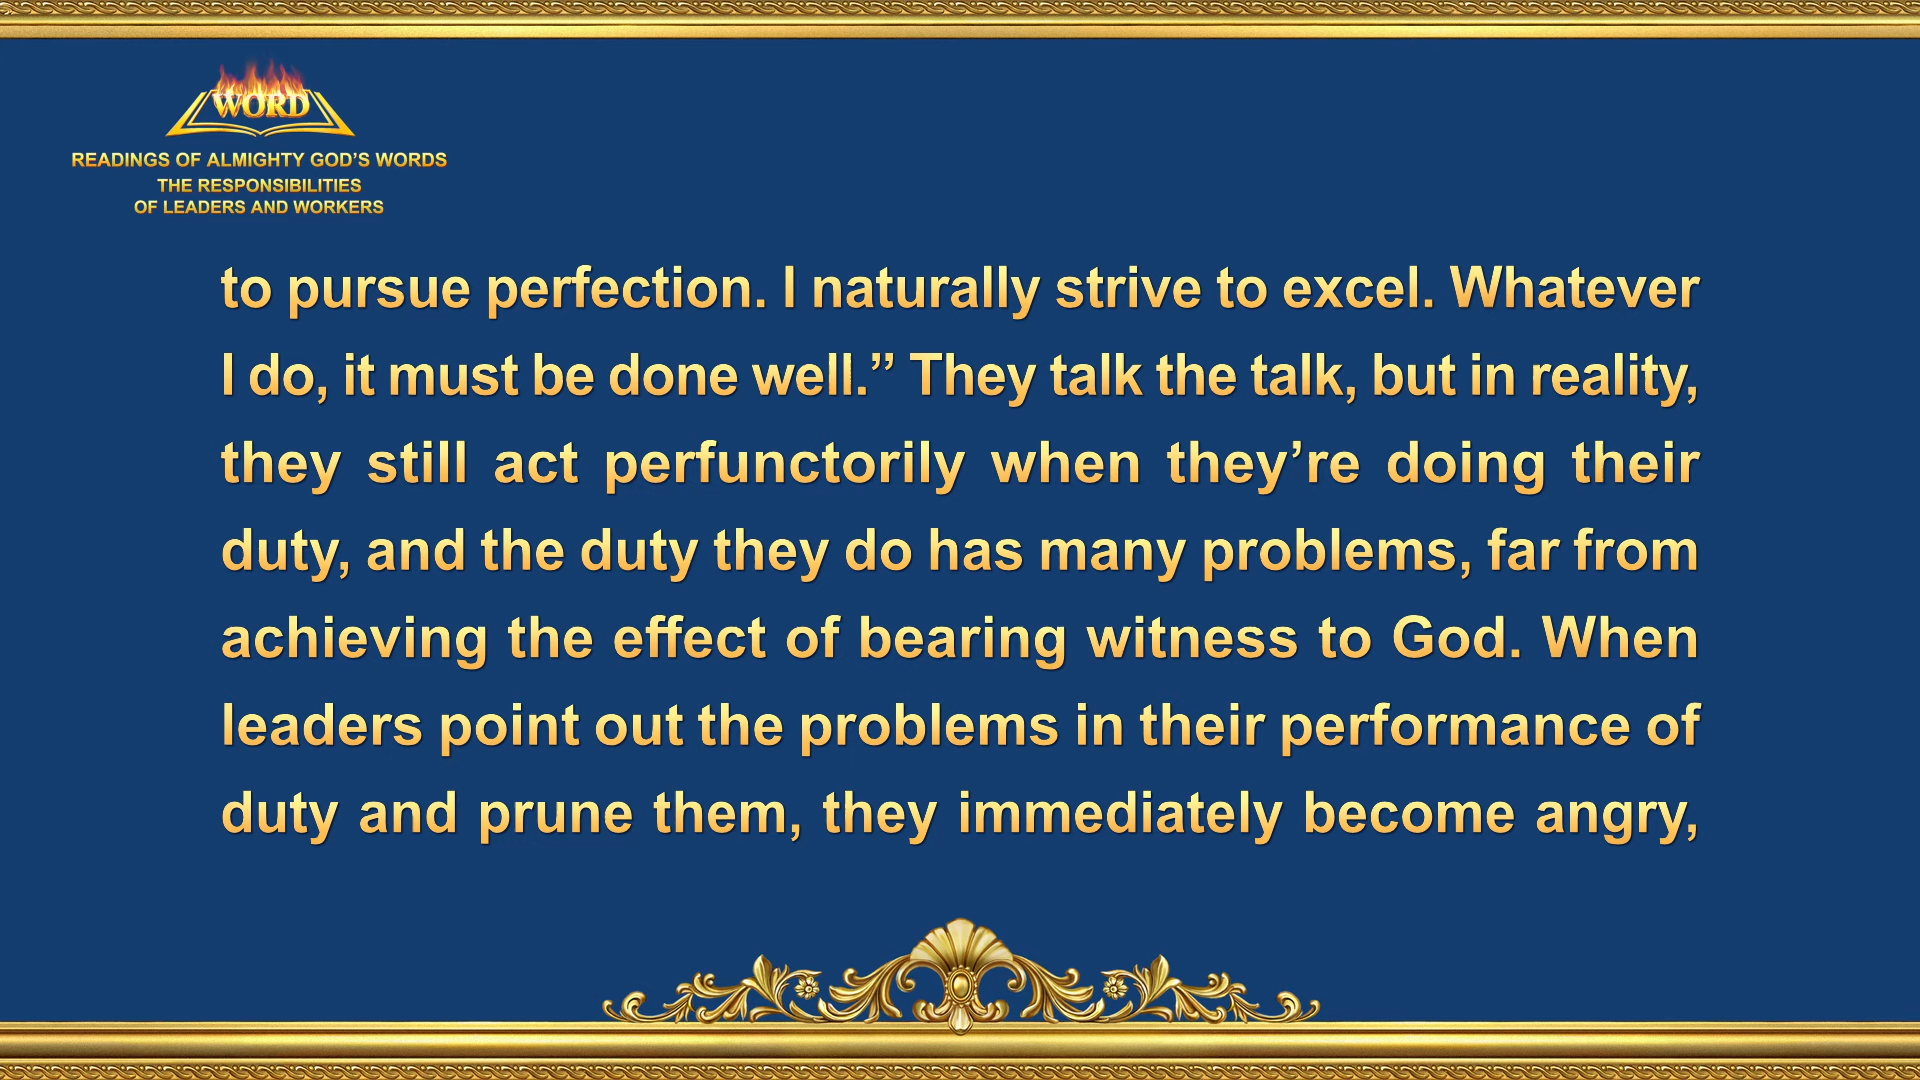 WORD
READINGS OF ALMIGHTY GOD’S WORDS
THE RESPONSIBILITIES
OF LEADERS AND WORKERS
to pursue perfection. I naturally strive to excel. Whatever
I do, it must be done well.” They talk the talk, but in reality,
they still act perfunctorily when they’re doing their
duty, and the duty they do has many problems, far from
achieving the effect of bearing witness to God. When
leaders point out the problems in their performance of
duty and prune them, they immediately become angry,